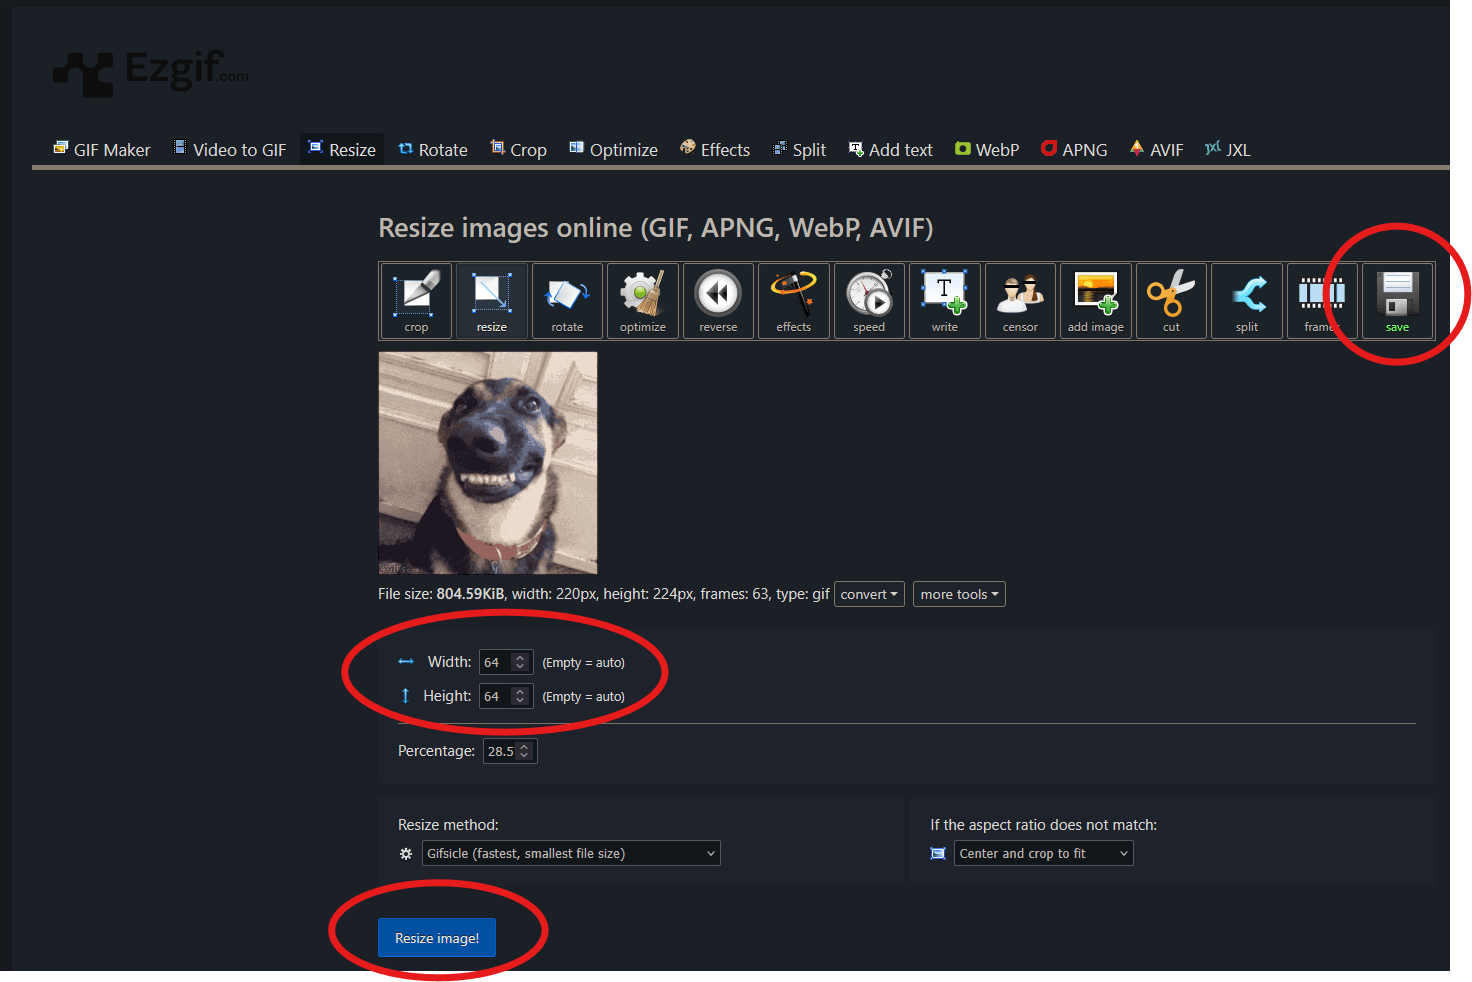 Ezgif.com
GIF Maker Video to GIF Resize Rotate Crop Optimize Effects Split Add text WebP APNG AVIF JXL
Resize images online (GIF, APNG, WebP, AVIF)
crop resize rotate optimize reverse effects speed T write censor add image cut split frames save
File size: 804.59KiB, width: 220px, height: 224px, frames: 63, type: gif convert more tools
Width: 64 (Empty = auto)
Height: 64 (Empty = auto)
Percentage: 28.5
Resize method:
Gifsicle (fastest, smallest file size)
If the aspect ratio does not match:
Center and crop to fit
Resize image!